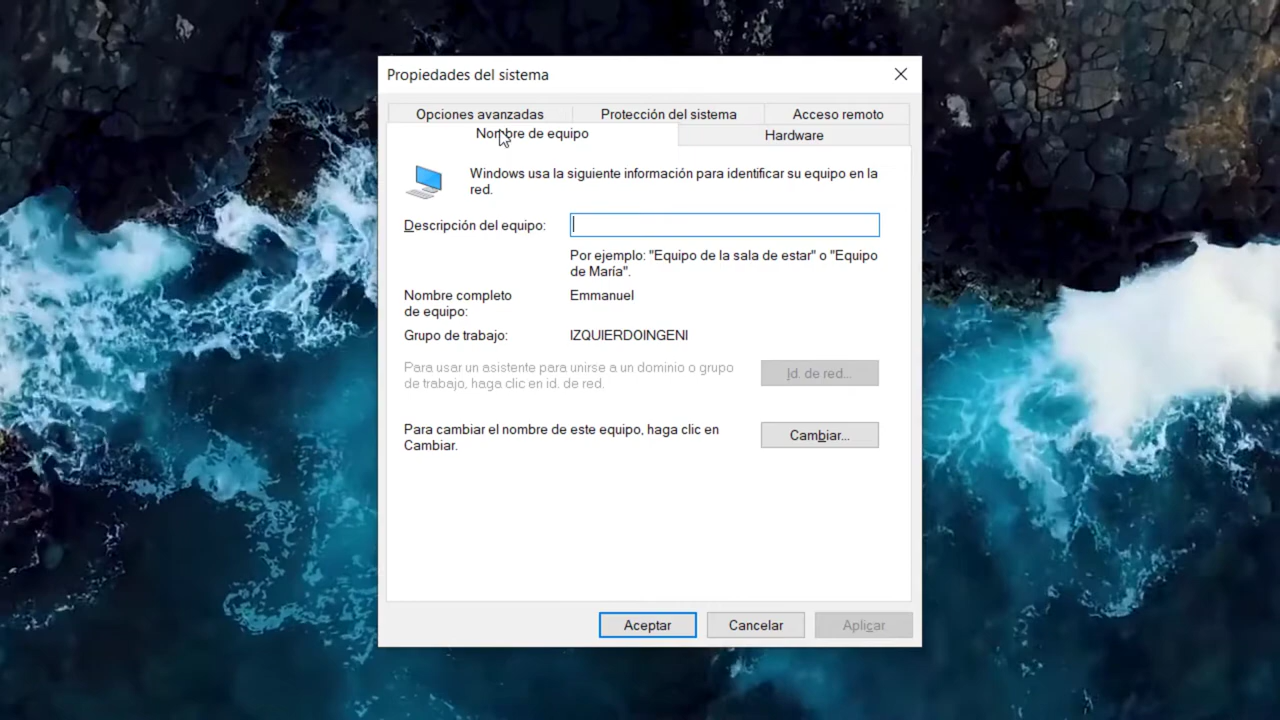 Propiedades del sistema
Opciones avanzadas
Protección del sistema
Acceso remoto
Nombre de equipo
Hardware
Windows usa la siguiente información para identificar su equipo en la
red.
Descripción del equipo:
Por ejemplo: "Equipo de la sala de estar" o "Equipo
de María".
Nombre completo
de equipo:
Emmanuel
Grupo de trabajo:
IZQUIERDOINGENI
Para usar un asistente para unirse a un dominio o grupo
de trabajo, haga clic en id. de red.
Id. de red...
Para cambiar el nombre de este equipo, haga clic en
Cambiar.
Cambiar...
Aceptar
Cancelar
Aplicar